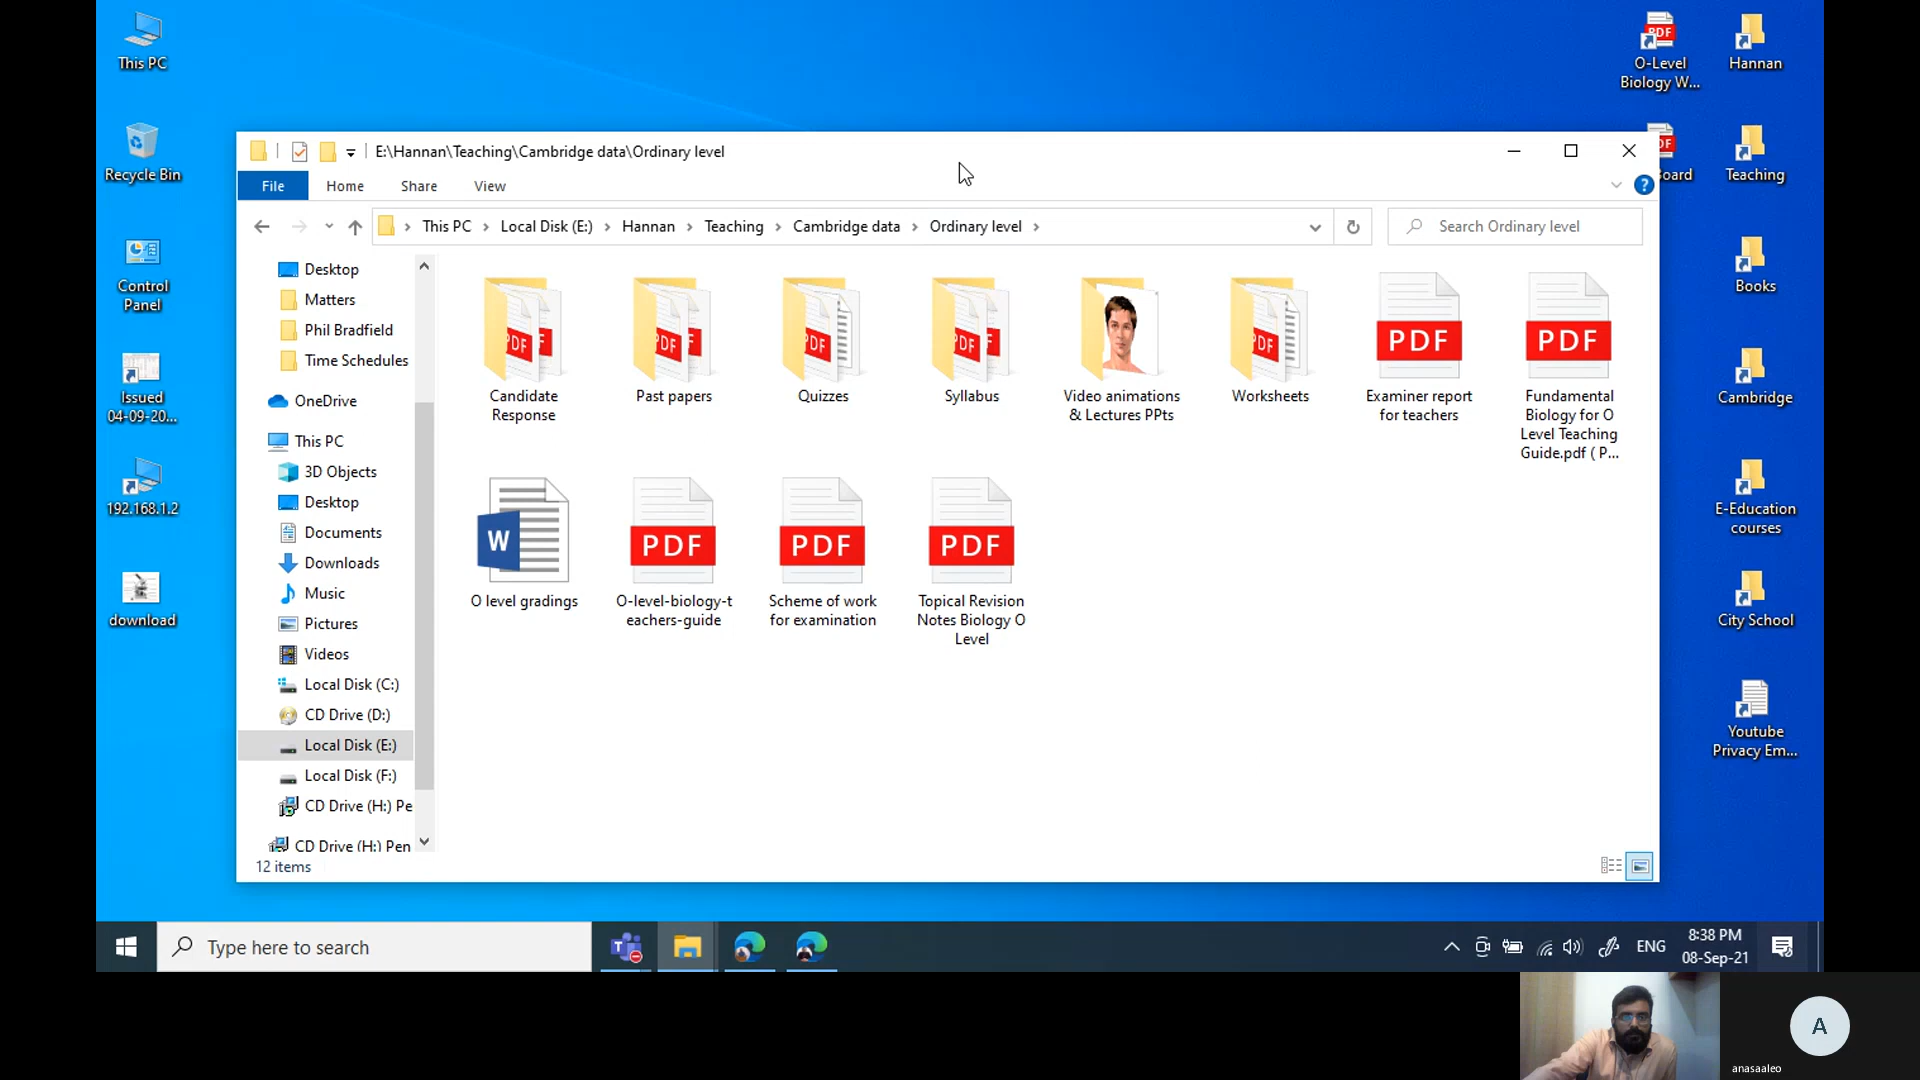 This PC
Recycle Bin
Control
Panel
Issued
04-09-20...
192.168.1.2
download
PDF
O-Level
Biology W...
Hannan
PDF
oard
Teaching
Books
Cambridge
E-Education
courses
City School
Youtube
Privacy Em...
E:\Hannan\Teaching\Cambridge data\Ordinary level
File
Home
Share
View
This PC
Local Disk (E:)
Hannan
Teaching
Cambridge data
Ordinary level
Search Ordinary level
Desktop
Matters
Phil Bradfield
Time Schedules
OneDrive
This PC
3D Objects
Desktop
Documents
Downloads
Music
Pictures
Videos
Local Disk (C:)
CD Drive (D:)
Local Disk (E:)
Local Disk (F:)
CD Drive (H:) Pe
CD Drive (H:) Pen
PDF
Candidate
Response
PDF
Past papers
PDF
Quizzes
PDF
Syllabus
Video animations
& Lectures PPts
PDF
Worksheets
PDF
Examiner report
for teachers
PDF
Fundamental
Biology for O
Level Teaching
Guide.pdf ( P...
W
O level gradings
PDF
O-level-biology-t
eachers-guide
PDF
Scheme of work
for examination
PDF
Topical Revision
Notes Biology O
Level
12 items
Type here to search
ENG
8:38 PM
08-Sep-21
A
anasaaleo